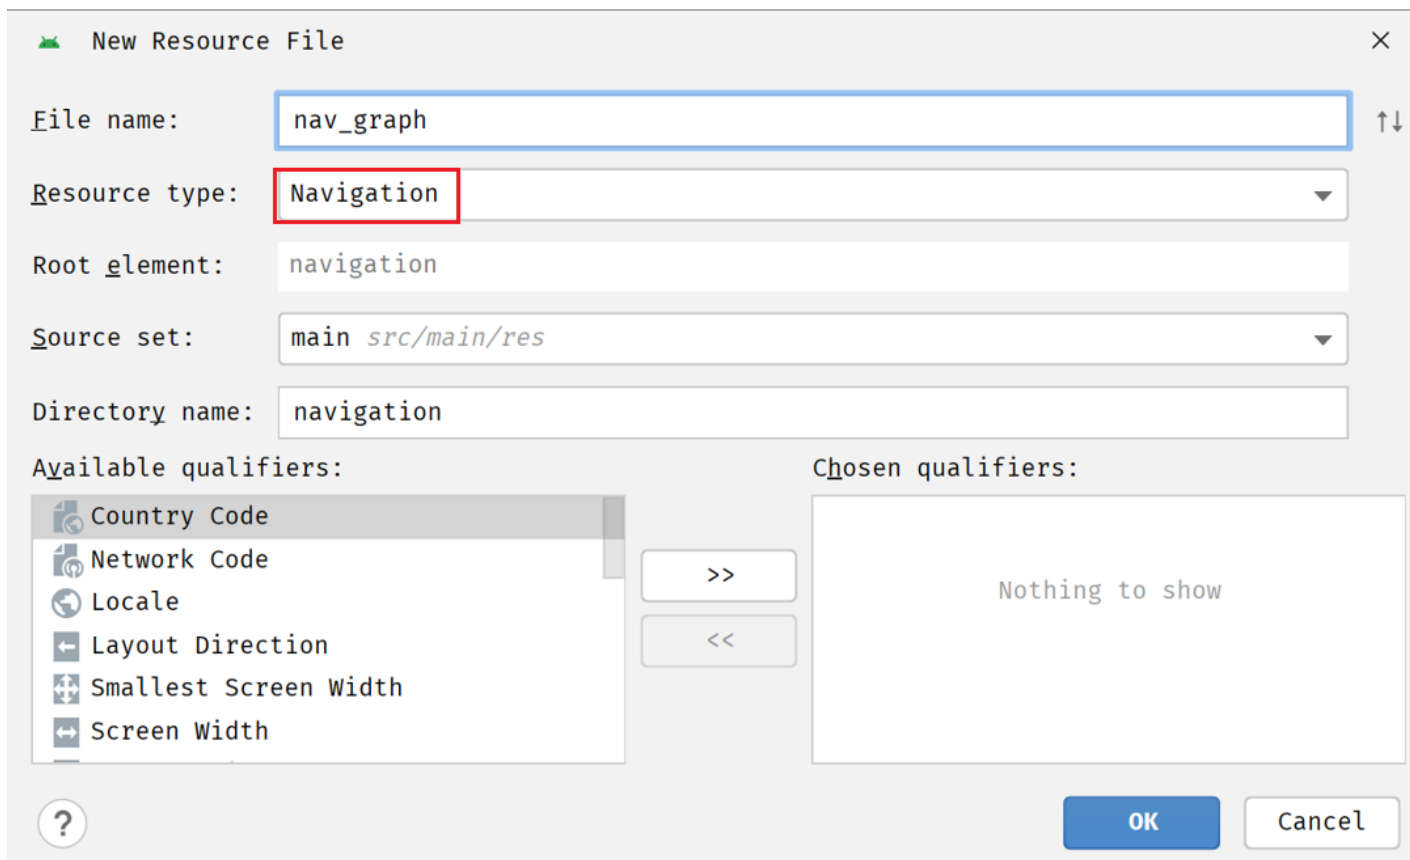 New Resource File
File name: nav_graph
Resource type: Navigation
Root element: navigation
Source set: main src/main/res
Directory name: navigation
Available qualifiers:
Chosen qualifiers:
Country Code
Network Code
Locale
Layout Direction
Smallest Screen Width
Screen Width
>>
<<
Nothing to show
?
OK
Cancel